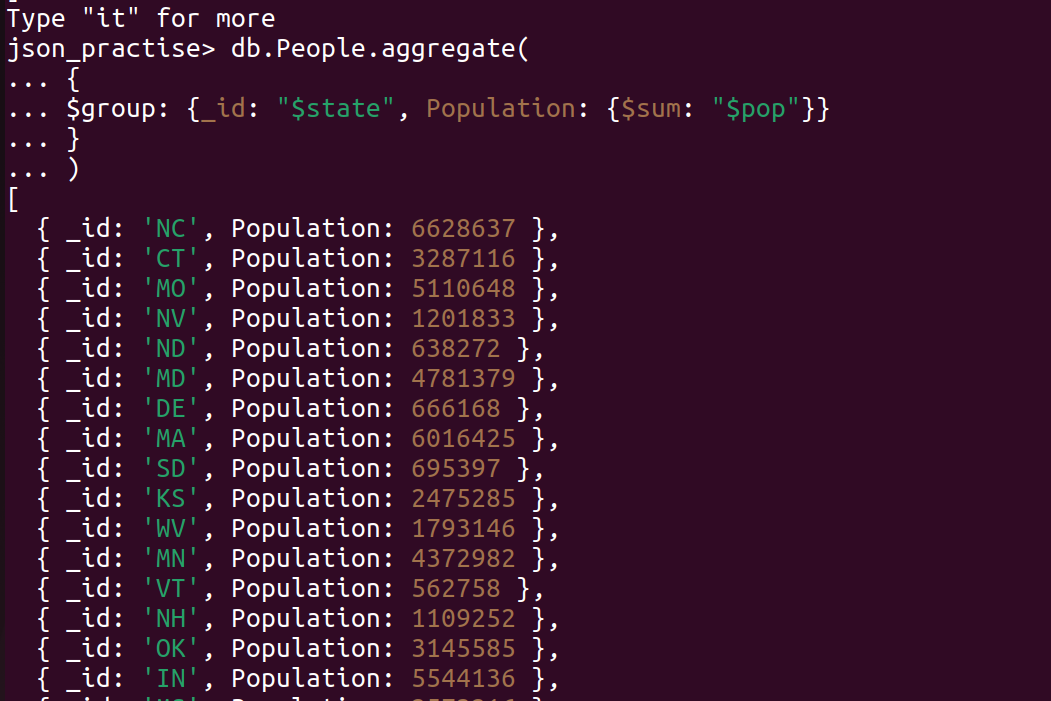 Type "it" for more
json_practise> db.People.aggregate(
... {
... $group: {_id: "$state", Population: {$sum: "$pop"}}
... }
... )
[
  { _id: 'NC', Population: 6628637 },
  { _id: 'CT', Population: 3287116 },
  { _id: 'MO', Population: 5110648 },
  { _id: 'NV', Population: 1201833 },
  { _id: 'ND', Population: 638272 },
  { _id: 'MD', Population: 4781379 },
  { _id: 'DE', Population: 666168 },
  { _id: 'MA', Population: 6016425 },
  { _id: 'SD', Population: 695397 },
  { _id: 'KS', Population: 2475285 },
  { _id: 'WV', Population: 1793146 },
  { _id: 'MN', Population: 4372982 },
  { _id: 'VT', Population: 562758 },
  { _id: 'NH', Population: 1109252 },
  { _id: 'OK', Population: 3145585 },
  { _id: 'IN', Population: 5544136 },